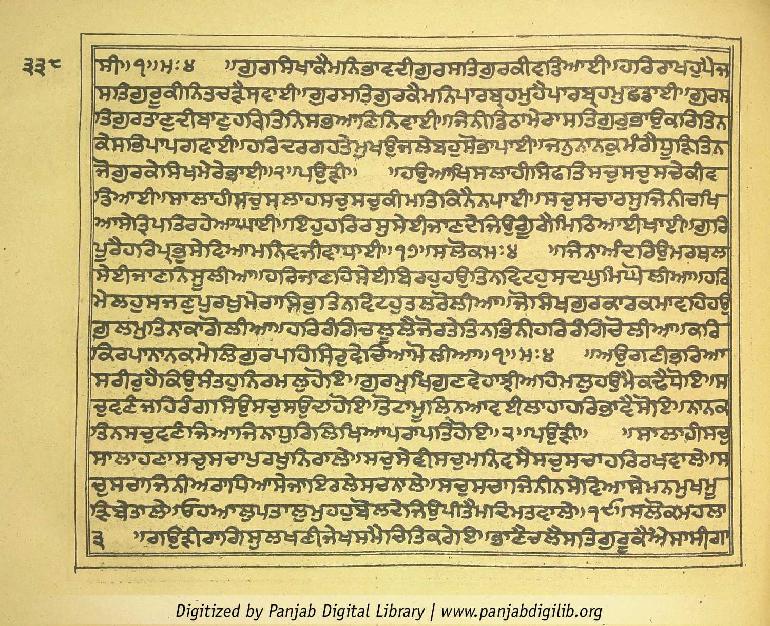 ੩੩੯
ਸੀ॥੧॥ਮਃ੪ ॥ਗੁਰਸਿਖਾਕੈਮਨਿਭਾਵਦੀਗੁਰਸਤਿਗੁਰਕੀਵਡਿਆਈ॥ਹਰਿਰਾਖਹੁਪੈਜ
ਸਤਿਗੁਰੂਕੀਨਿਤਚੜੈਸਵਾਈ॥ਗੁਰਸਤਿਗੁਰਕੈਮਨਿਪਾਰਬ੍ਰਹਮੁਹੈਪਾਰਬ੍ਰਹਮੁਛਡਾਈ॥ਗੁਰਸ
ਤਿਗੁਰਤਾਣੁਦੀਬਾਣੁਹਰਿਤਿਨਿਸਭਆਣਿਨਿਵਾਈ॥ਜਿਨੀਡਿਠਾਮੇਰਾਸਤਿਗੁਰੁਭਾਉਕਰਿਤਿਨ
ਕੇਸਭਿਪਾਪਗਵਾਈ॥ਹਰਿਦਰਗਹਤੇਮੁਖਉਜਲੇਬਹੁਸੋਭਾਪਾਈ॥ਜਨੁਨਾਨਕੁਮੰਗੈਧੂੜਿਤਿਨ
ਜੋਗੁਰਕੇਸਿਖਮੇਰੇਭਾਈ॥੨॥ਪਉੜੀ॥ ਹਉਆਖਿਸਲਾਹੀਸਿਫਤਿਸਚੁਸਚੁਸਚੇਕੀਵ
ਡਿਆਈ॥ਸਾਲਾਹੀਸਚੁਸਲਾਹਸਚੁਸਚੁਕੀਮਤਿਕਿਨੈਨਪਾਈ॥ਸਚੁਸਚਾਰਸੁਜਿਨੀਚਖਿ
ਆਸੇਤ੍ਰਿਪਤਿਰਹੇਆਘਾਈ॥ਇਹੁਹਰਿਰਸੁਸੇਈਜਾਣਦੇਜਿਉਗੂੰਗੈਮਿਠਿਆਈਖਾਈ॥ਗੁਰਿ
ਪੂਰੈਹਰਿਪ੍ਰਭੁਸੇਵਿਆਮਨਿਵਜੀਵਾਧਾਈ॥੧੭॥ਸਲੋਕਮਃ੪ ॥ਜਿਨਾਅੰਦਰਿਉਮਰਥਲ
ਸੇਈਜਾਣਨਿਸੂਲੀਆ॥ਹਰਿਜਾਣਹਿਸੇਈਬਿਰਹੁਹਉਤਿਨਵਿਟਹੁਸਦਘੁਮਿਘੋਲੀਆ॥ਹਰਿ
ਮੇਲਹੁਸਜਣੁਪੁਰਖੁਮੇਰਾਸਿਰੁਤਿਨਵਿਟਹੁਤਲਰੋਲੀਆ॥ਜੋਸਿਖਗੁਰਕਾਰਕਮਾਵਹਿਹਉ
ਗੁਲਮੁਤਿਨਾਕਾਗੋਲੀਆ॥ਹਰਿਰੰਗਿਚਲੂਲੈਜੋਰਤੇਤਿਨਭਿਨੀਹਰਿਰੰਗਿਚੋਲੀਆ॥ਕਰਿ
ਕਿਰਪਾਨਾਨਕਮੇਲਿਗੁਰਪਾਹਿਸਿਰੁਵੇਚਿਆਮੋਲੀਆ॥੧॥ਮਃ੪ ॥ਅਉਗਣੀਭਰਿਆ
ਸਰੀਰੁਹੈਕਿਉਸੰਤਹੁਨਿਰਮਲੁਹੋਇ॥ਗੁਰਮੁਖਿਗੁਣਵੇਹਾਝੀਅਹਿਮਲੁਹਉਮੈਕਢੈਧੋਇ॥ਸ
ਚੁਵਣੰਜਹਿਰੰਗਸਿਉਸਚੁਸਉਦਾਹੋਇ॥ਤੋਟਾਮੂਲਿਨਆਵਈਲਾਹਾਹਰਿਭਾਵੈਸੋਇ॥ਨਾਨਕ
ਤਿਨਸਚੁਵਣੰਜਿਆਜਿਨਾਧੁਰਿਲਿਖਿਆਪਰਾਪਤਿਹੋਇ॥੨॥ਪਉੜੀ॥ ॥ਸਾਲਾਹੀਸਚੁ
ਸਾਲਾਹਣਾਸਚੁਸਚਾਪੁਰਖੁਨਿਰਾਲੇ॥ਸਚੁਸੇਵੀਸਚੁਮਨਿਵਸੈਸਚੁਸਚਾਹਰਿਰਖਵਾਲੇ॥ਸ
ਚੁਸਚਾਜਿਨੀਅਰਾਧਿਆਸੇਜਾਇਰਲੇਸਚਨਾਲੇ॥ਸਚੁਸਚਾਜਿਨੀਨਸੇਵਿਆਸੇਮਨਮੁਖਮੂ
ੜਬੇਤਾਲੇ॥ਓਹਆਲੁਪਤਾਲੁਮੁਹਹੁਬੋਲਦੇਜਿਉਪੀਤੈਮਦਿਮਤਵਾਲੇ॥੧੯॥ਸਲੋਕਮਹਲਾ
੩ ॥ਗਉੜੀਰਾਗਿਸੁਲਖਣੀਜੇਖਸਮੈਚਿਤਿਕਰੇਇ॥ਭਾਣੈਚਲੈਸਤਿਗੁਰੂਕੈਐਸਾਸੀਗਾ
Digitized by Panjab Digital Library | www.panjabdigilib.org